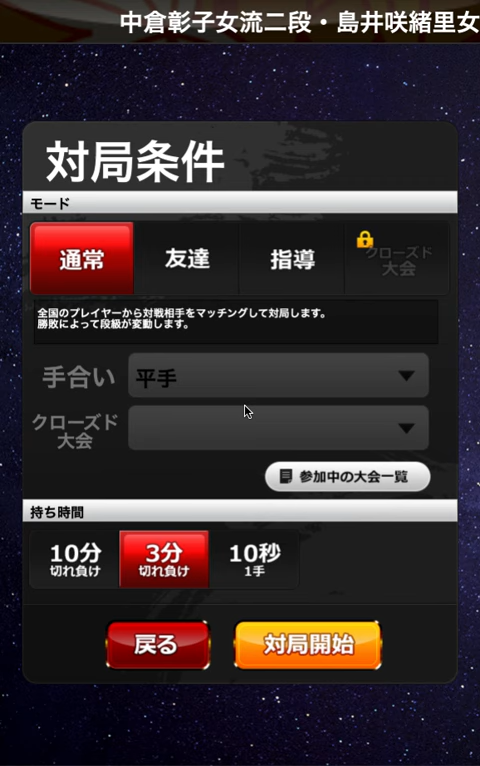 中倉彰子女流二段・島井咲緒里女
対局条件
モード
通常
友達
指導
クローズド
大会
全国のプレイヤーから対戦相手をマッチングして対局します。
勝敗によって段級が変動します。
手合い
平手
クローズド
大会
参加中の大会一覧
持ち時間
10分
切れ負け
3分
切れ負け
10秒
1手
戻る
対局開始